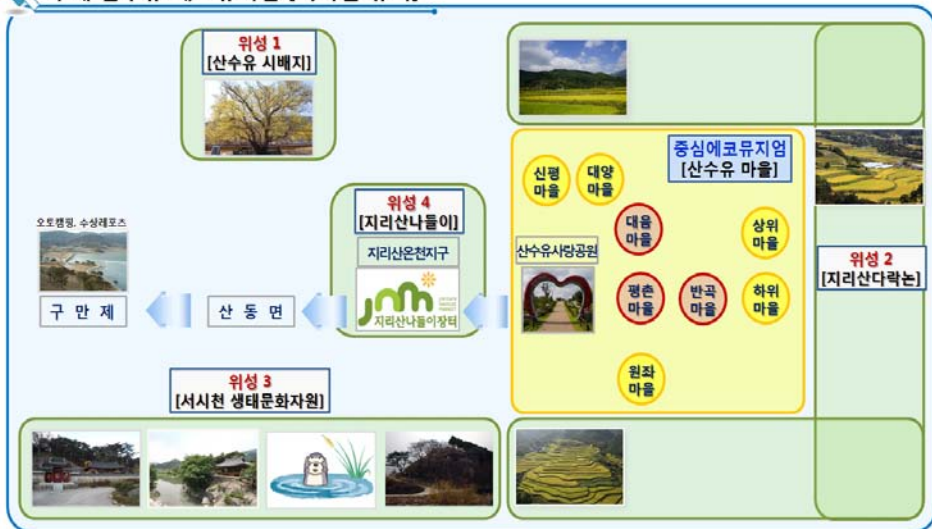 위성 1
[산수유 시배지]
중심에코뮤지엄
[산수유 마을]
신평
마을
대양
마을
대음
마을
상위
마을
위성 4
[지리산나들이]
지리산온천지구
지리산나들이장터
오토캠핑. 수상레포츠
구 만 제
산 동 면
산수유사랑공원
평촌
마을
반곡
마을
하위
마을
원좌
마을
위성 2
[지리산다락논]
위성 3
[서시천 생태문화자원]